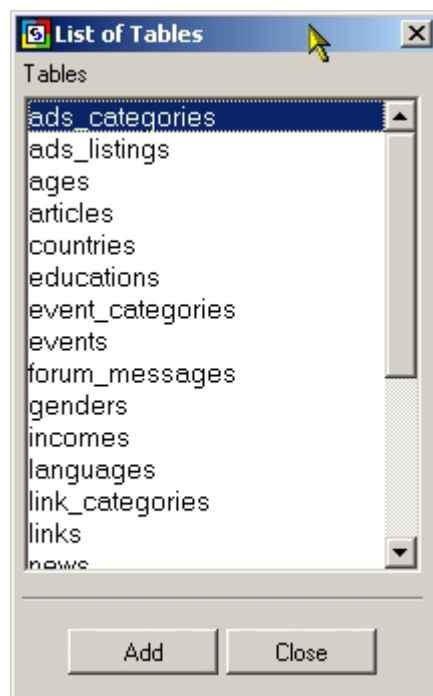 List of Tables
Tables
ads_categories
ads_listings
ages
articles
countries
educations
event_categories
events
forum_messages
genders
incomes
languages
link_categories
links
news
Add
Close